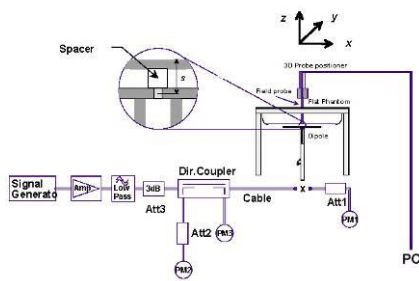 z
y
x
Spacer
s
3D Probe positioner
Field probe
Flat Phantom
Dipole
Signal
Generato
Amp
Low
Pass
3dB
Att3
Dir.Coupler
Cable
x
Att1
PM1
Att2
PM3
PM2
PC